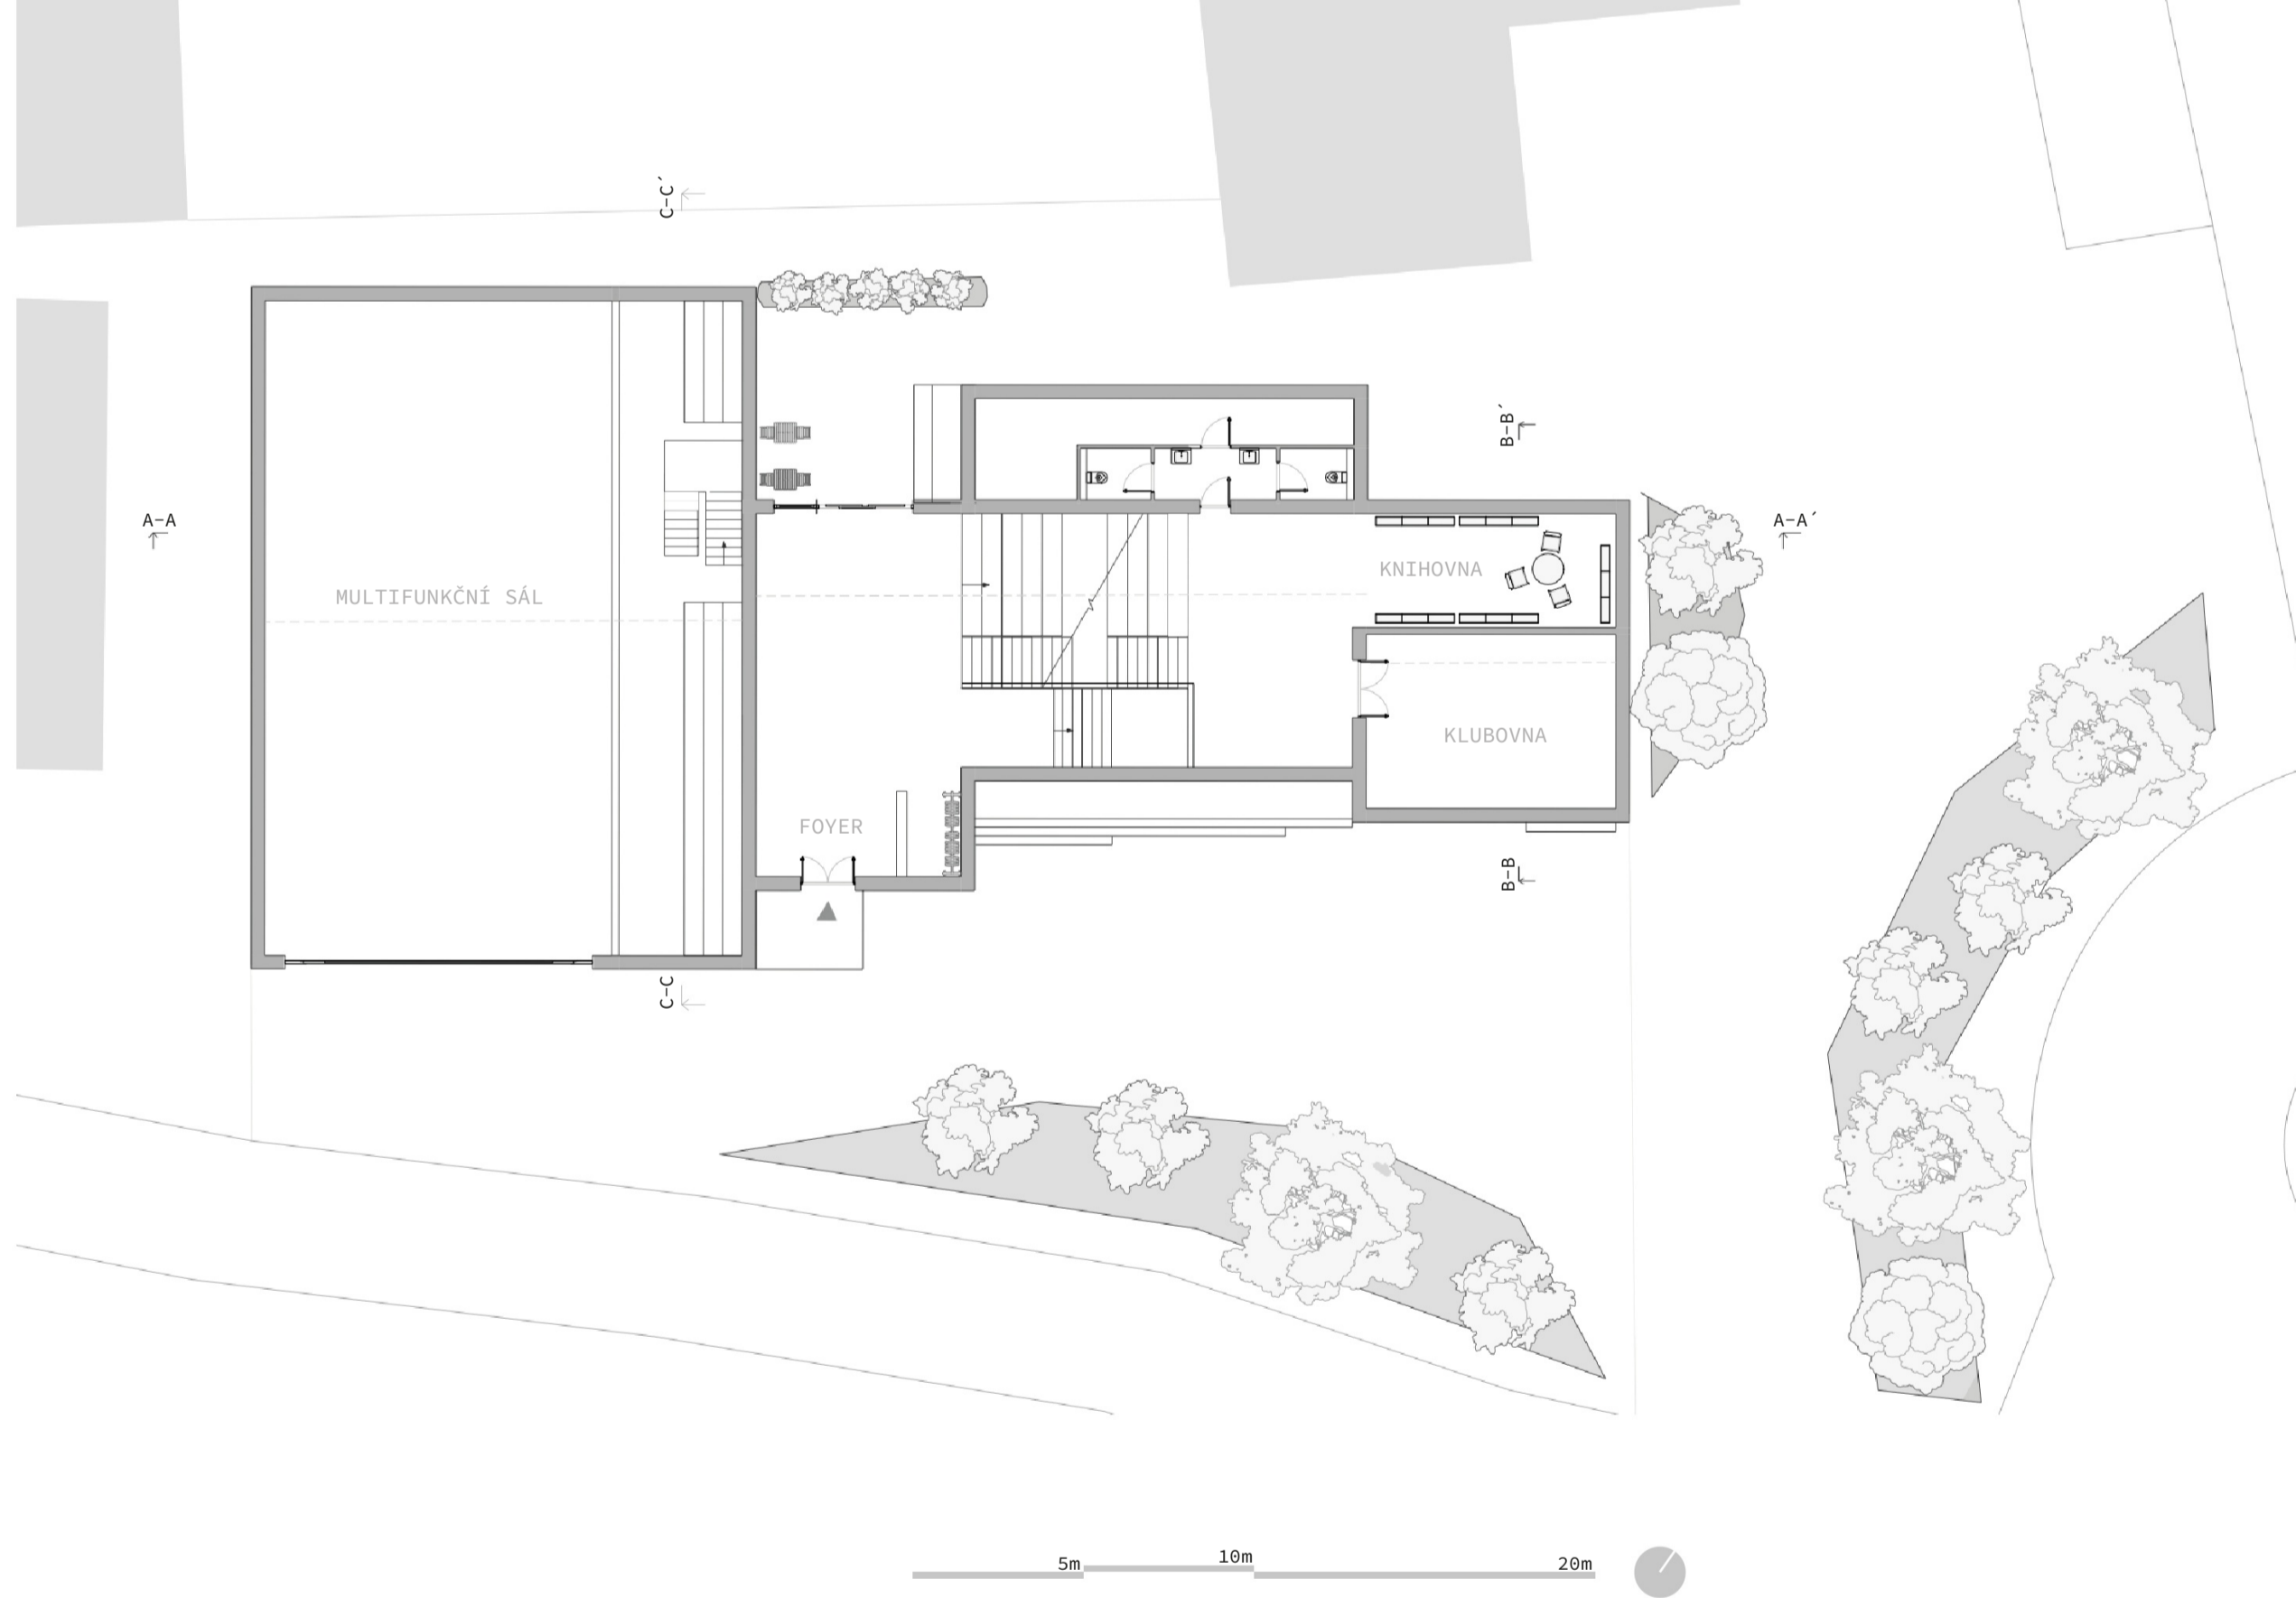 C-C´
B-B´
A-A
A-A´
KNIHOVNA
MULTIFUNKČNÍ SÁL
KLUBOVNA
FOYER
B-B
C-C
5m
10m
20m